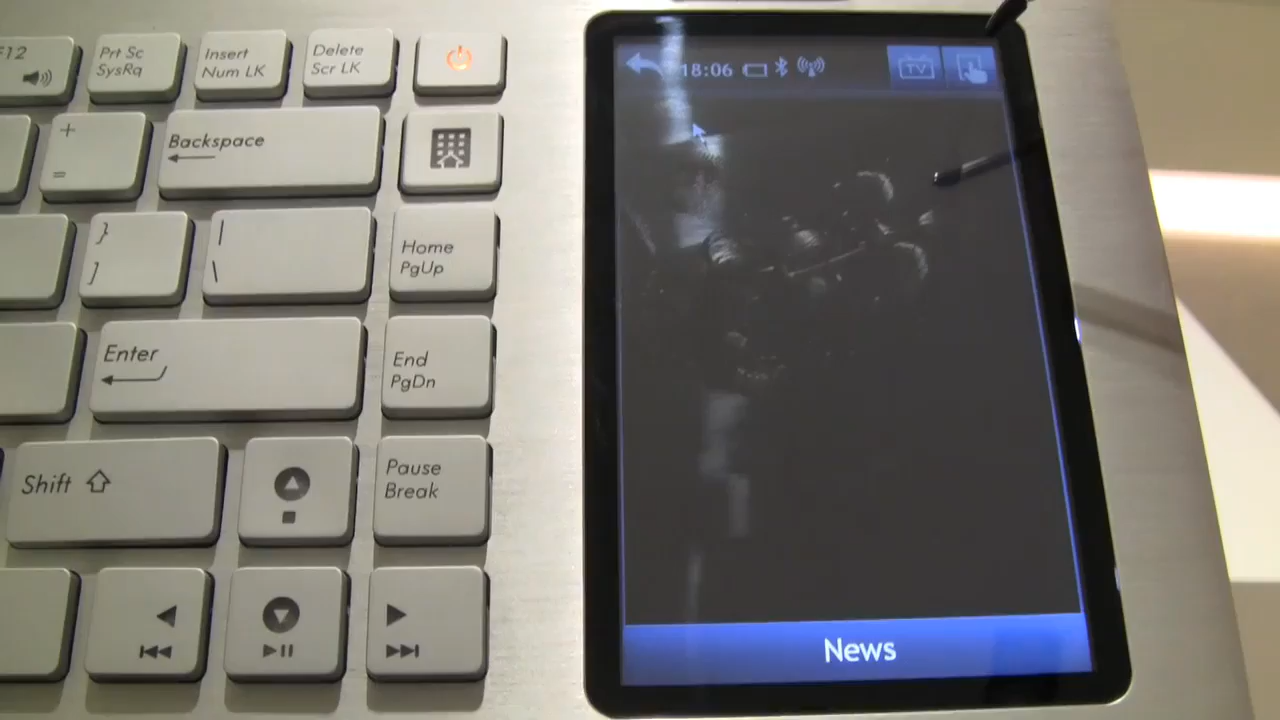 F12
Prt Sc
SysRq
Insert
Num LK
Delete
Scr LK
+
=
Backspace
}
]
|
\
Home
PgUp
Enter
End
PgDn
Shift
Pause
Break
18:06
TV
News